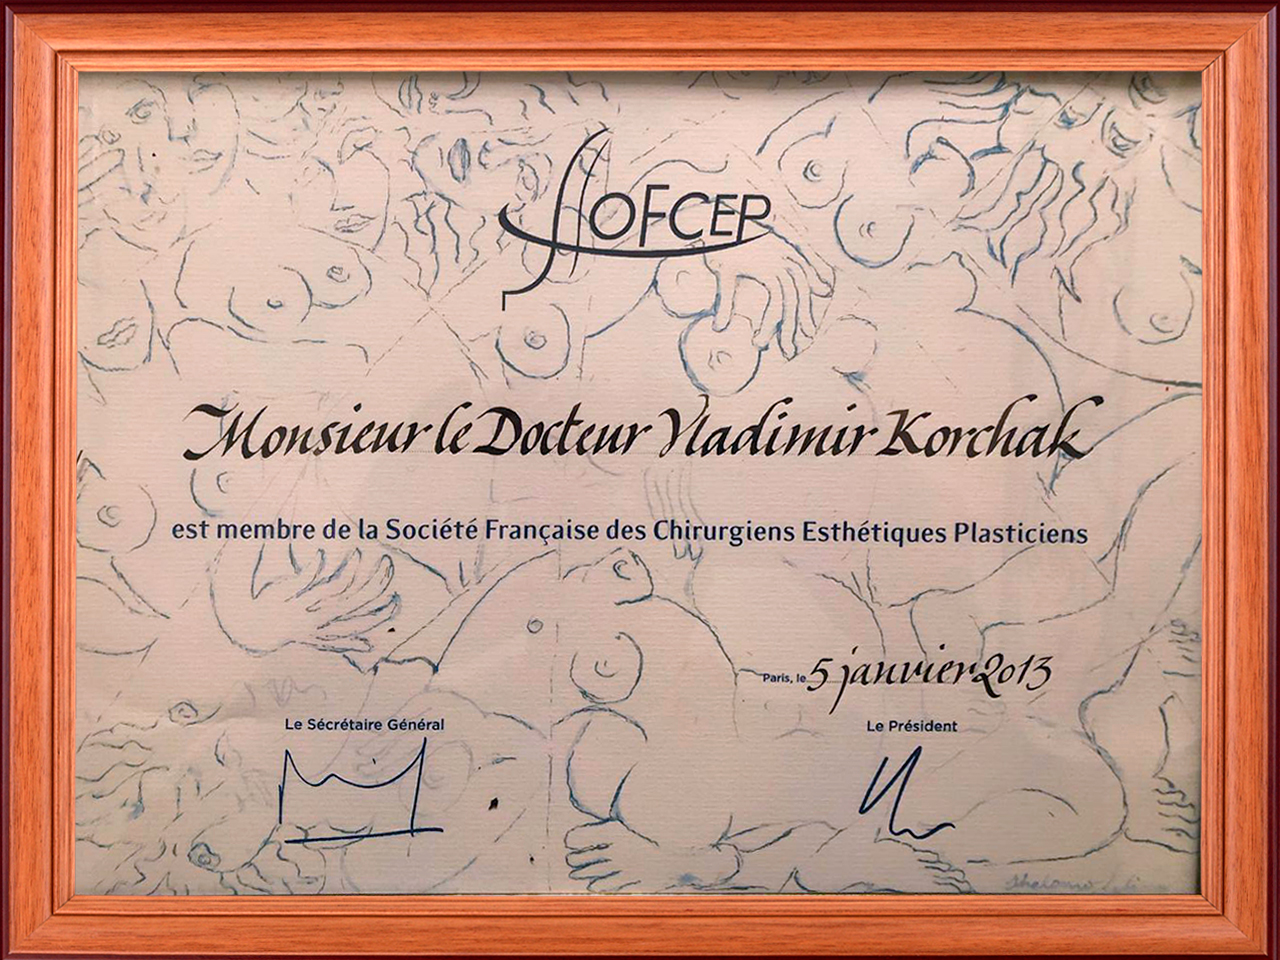 SOFCEP
Monsieur le Docteur Vladimir Korchak
est membre de la Société Française des Chirurgiens Esthétiques Plasticiens
Paris, le 5 janvier 2013
Le Secrétaire Général
Le Président